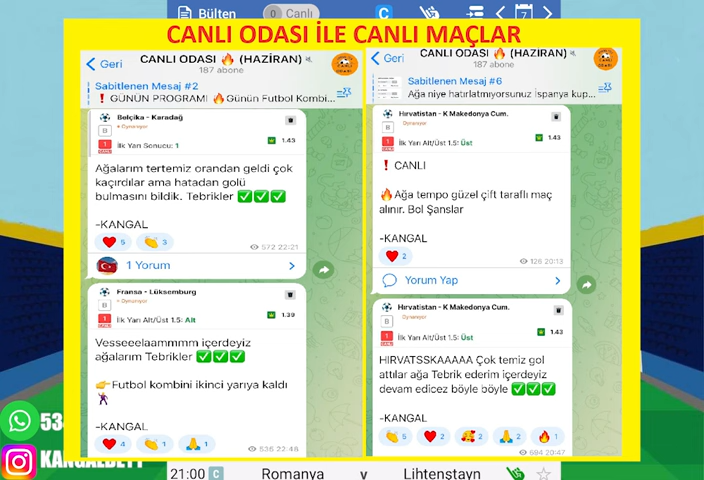 Bülten
0 Canlı
C
7
CANLI ODASI İLE CANLI MAÇLAR
Geri
CANLI ODASI 🔥 (HAZİRAN)
187 abone
Sabitlenen Mesaj #2
❗ GÜNÜN PROGRAMI 🔥Günün Futbol Kombi...
Belçika - Karadağ
Oynanıyor
B
1
İlk Yarı Sonucu: 1
1.43
Ağalarım tertemiz orandan geldi çok
kaçırdılar ama hatadan golü
bulmasını bildik. Tebrikler ✅✅✅
-KANGAL
❤️ 5 👏 3
572 22:21
1 Yorum
Fransa - Lüksemburg
Oynanıyor
B
1
İlk Yarı Alt/Üst 1.5: Alt
1.39
Vesseeelaammmm içerdeyiz
ağalarım Tebrikler ✅✅✅
👉Futbol kombini ikinci yarıya kaldı
🕺
-KANGAL
❤️ 4 👏 1 🙏 1
536 22:48
Geri
CANLI ODASI 🔥 (HAZİRAN)
187 abone
Sabitlenen Mesaj #6
Ağa niye hatırlatmıyorsunuz İspanya kup...
Hırvatistan - K Makedonya Cum.
Oynanıyor
B
1
İlk Yarı Alt/Üst 1.5: Üst
1.43
❗ CANLI
🔥Ağa tempo güzel çift taraflı maç
alınır. Bol Şanslar
-KANGAL
❤️ 2
126 20:13
Yorum Yap
Hırvatistan - K Makedonya Cum.
Oynanıyor
B
1
İlk Yarı Alt/Üst 1.5: Üst
1.43
HIRVATSSKAAAAA Çok temiz gol
attılar ağa Tebrik ederim içerdeyiz
devam edicez böyle böyle ✅✅✅
-KANGAL
👏 5 ❤️ 2 🥰 2 🙏 2 🔥 1
694 20:47
53
21:00 C Romanya v Lihtenştayn